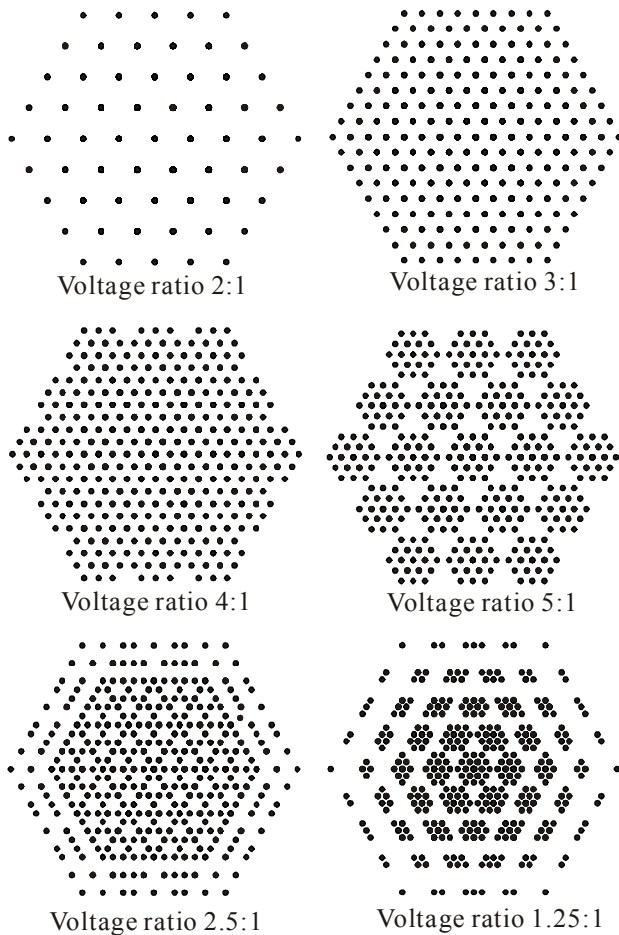 Voltage ratio 2:1
Voltage ratio 3:1
Voltage ratio 4:1
Voltage ratio 5:1
Voltage ratio 2.5:1
Voltage ratio 1.25:1